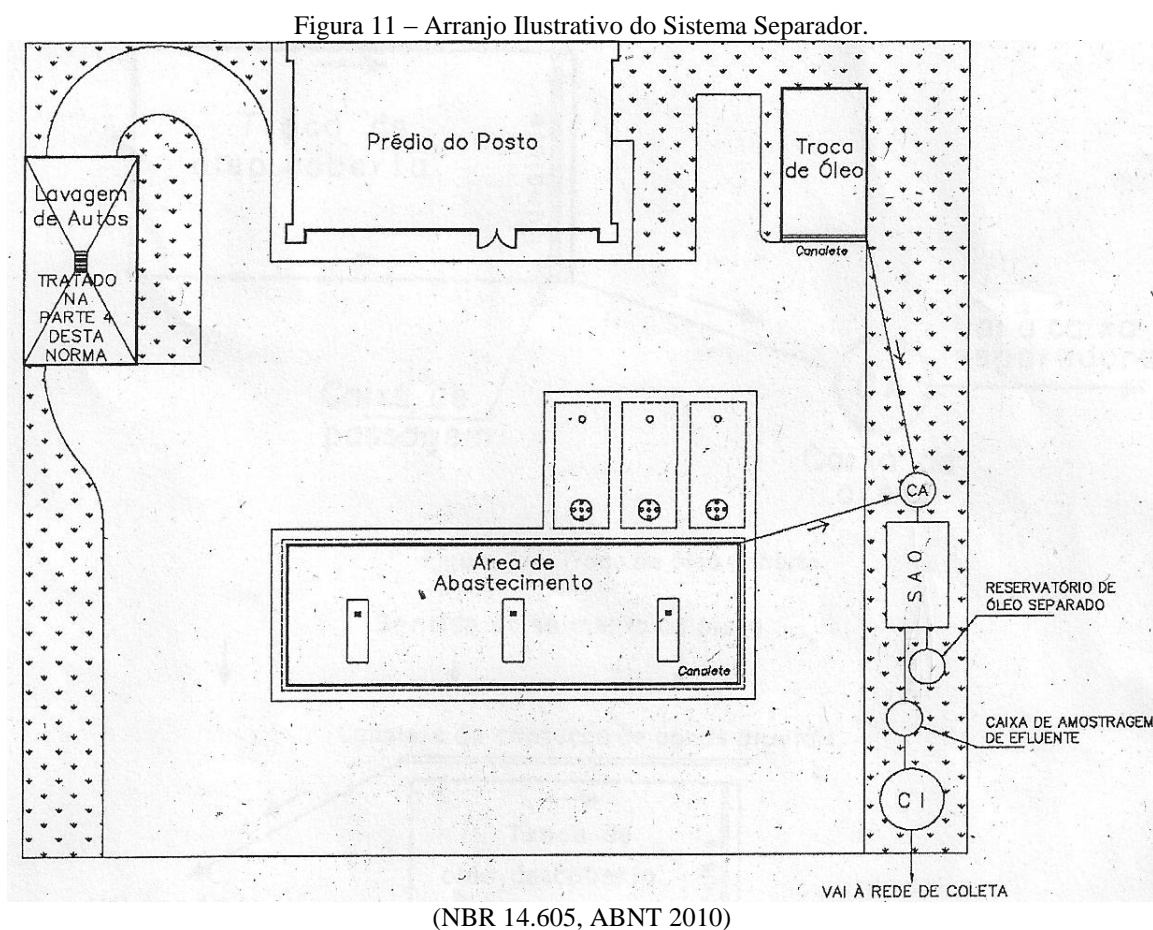 Figura 11 – Arranjo Ilustrativo do Sistema Separador.
Prédio do Posto
Troca
de Óleo
Canalete
Lavagem
de Autos
TRATADO
NA
PARTE 4
DESTA
NORMA
CA
SAO
Área de
Abastecimento
Canalete
RESERVATÓRIO DE
ÓLEO SEPARADO
CAIXA DE AMOSTRAGEM
DE EFLUENTE
CI
VAI À REDE DE COLETA
(NBR 14.605, ABNT 2010)